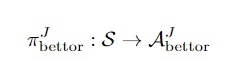 π^J_bettor : 𝒮 → 𝒜^J_bettor